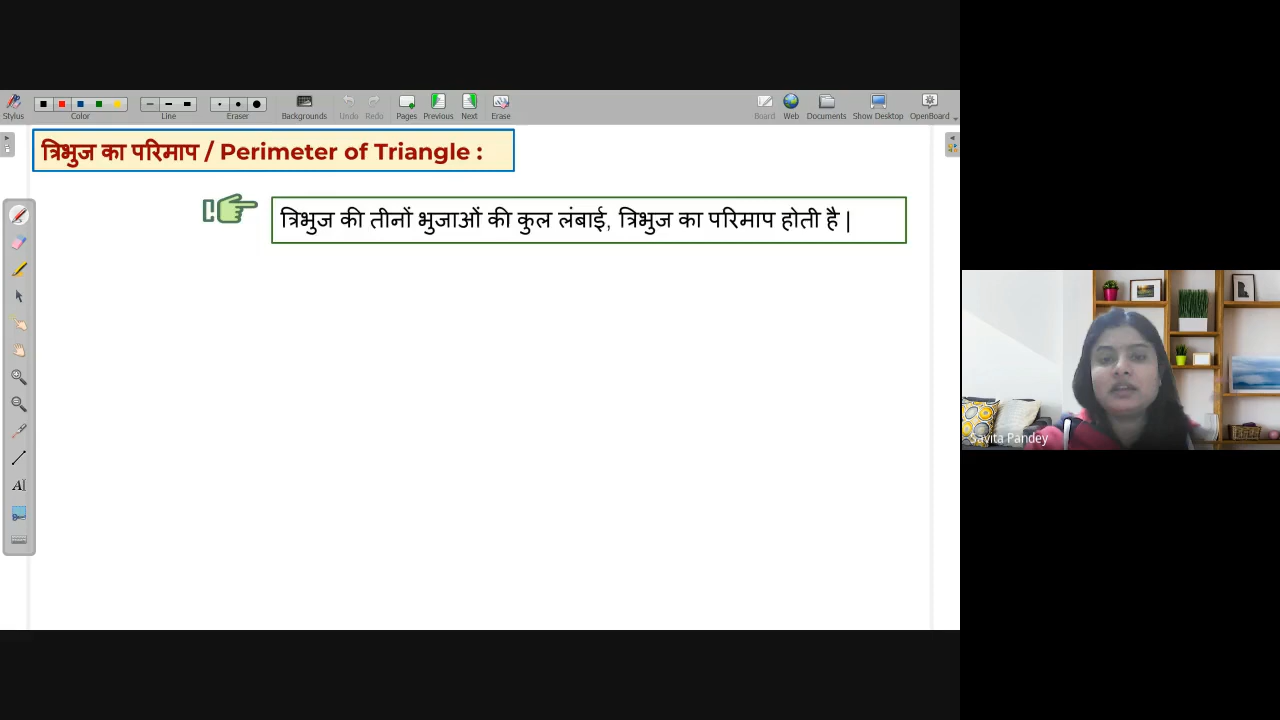 Stylus
Color
Line
Eraser
Backgrounds
Undo
Redo
Pages
Previous
Next
Erase
Board
Web
Documents
Show Desktop
OpenBoard
त्रिभुज का परिमाप / Perimeter of Triangle :
त्रिभुज की तीनों भुजाओं की कुल लंबाई, त्रिभुज का परिमाप होती है |
Savita Pandey